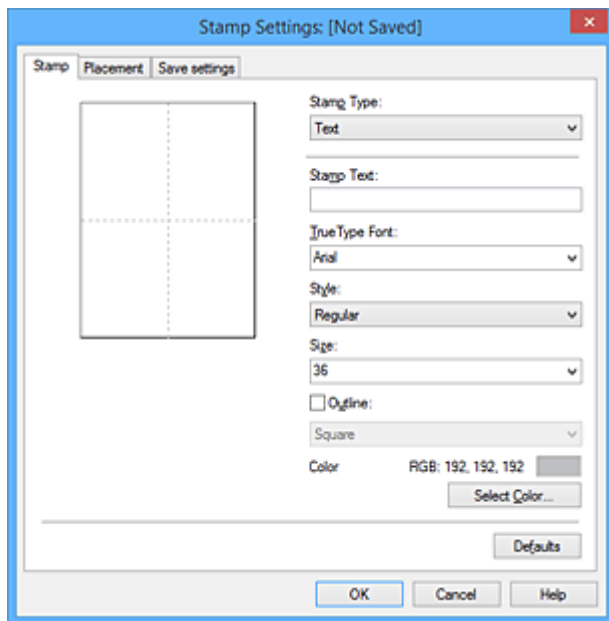 Stamp Settings: [Not Saved]
Stamp Placement Save settings
Stamp Type:
Text
Stamp Text:
TrueType Font:
Arial
Style:
Regular
Size:
36
Outline:
Square
Color RGB: 192, 192, 192
Select Color...
Defaults
OK Cancel Help